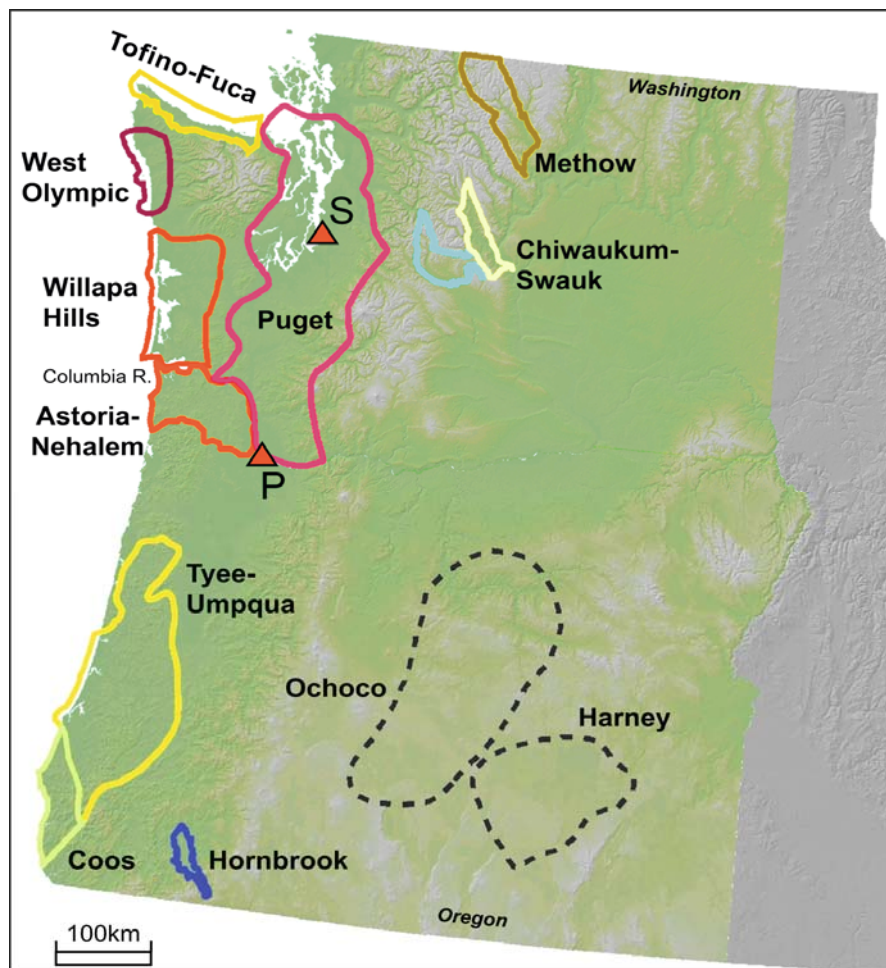 Tofino-Fuca
Washington
West
Olympic
Methow
S
Chiwaukum-
Swauk
Willapa
Hills
Puget
Columbia R.
Astoria-
Nehalem
P
Tyee-
Umpqua
Ochoco
Harney
Coos
Hornbrook
Oregon
100km